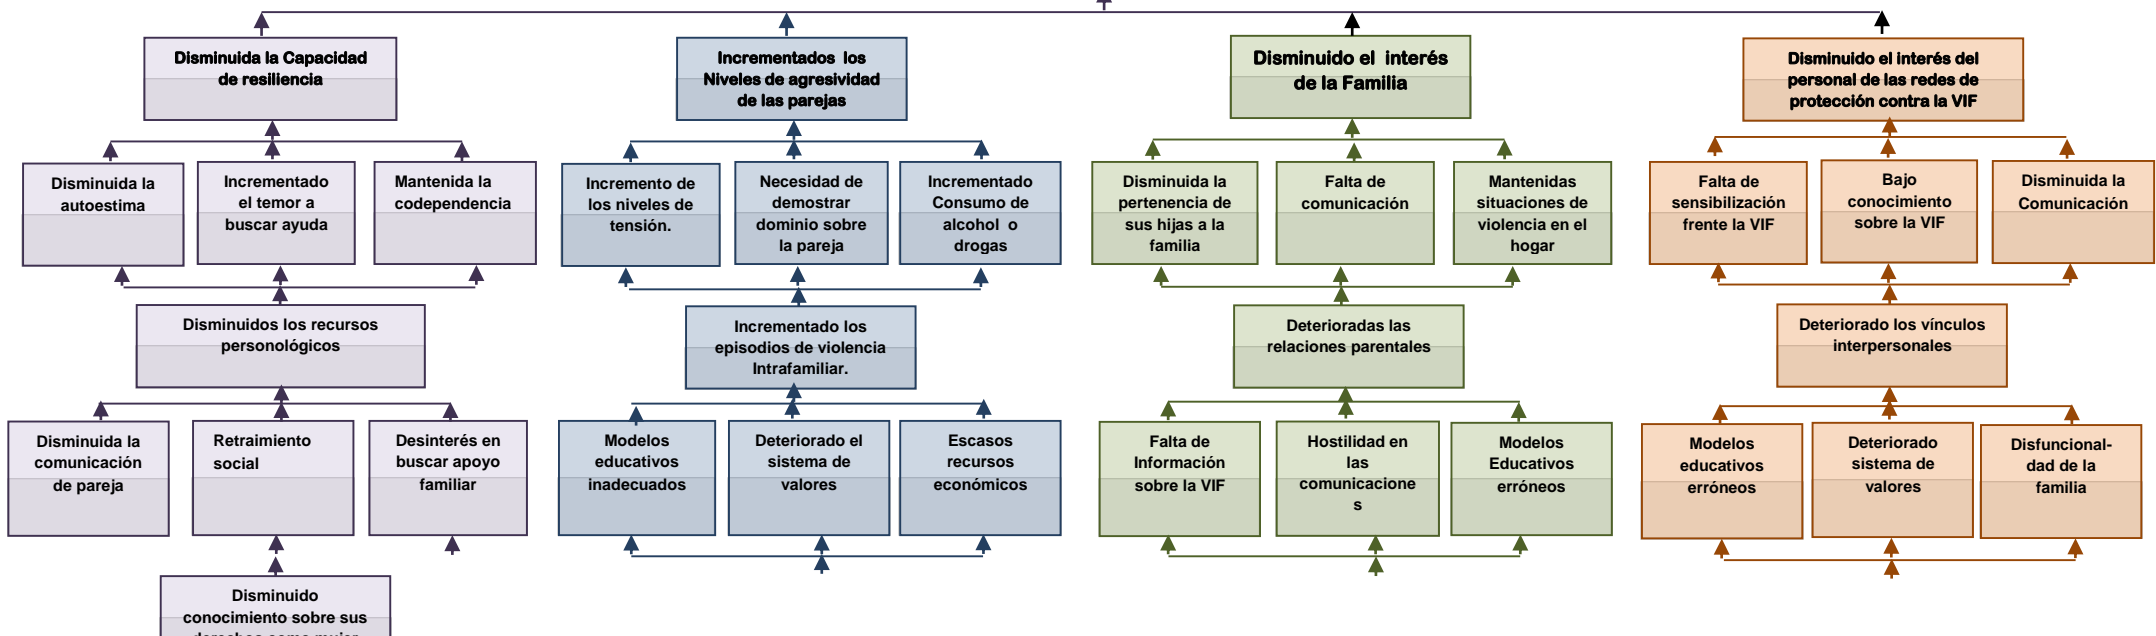 Disminuida la Capacidad
de resiliencia
Incrementados los
Niveles de agresividad
de las parejas
Disminuido el interés
de la Familia
Disminuido el interés del
personal de las redes de
protección contra la VIF
Disminuida la
autoestima
Incrementado
el temor a
buscar ayuda
Mantenida la
codependencia
Incremento de
los niveles de
tensión.
Necesidad de
demostrar
dominio sobre
la pareja
Incrementado
Consumo de
alcohol o
drogas
Disminuida la
pertenencia de
sus hijas a la
familia
Falta de
comunicación
Mantenidas
situaciones de
violencia en el
hogar
Falta de
sensibilización
frente la VIF
Bajo
conocimiento
sobre la VIF
Disminuida la
Comunicación
Disminuidos los recursos
personológicos
Incrementado los
episodios de violencia
Intrafamiliar.
Deterioradas las
relaciones parentales
Deteriorado los vínculos
interpersonales
Disminuida la
comunicación
de pareja
Retraimiento
social
Desinterés en
buscar apoyo
familiar
Modelos
educativos
inadecuados
Deteriorado el
sistema de
valores
Escasos
recursos
económicos
Falta de
Información
sobre la VIF
Hostilidad en
las
comunicacione
s
Modelos
Educativos
erróneos
Modelos
educativos
erróneos
Deteriorado
sistema de
valores
Disfuncional-
dad de la
familia
Disminuido
conocimiento sobre sus
derechos como mujer